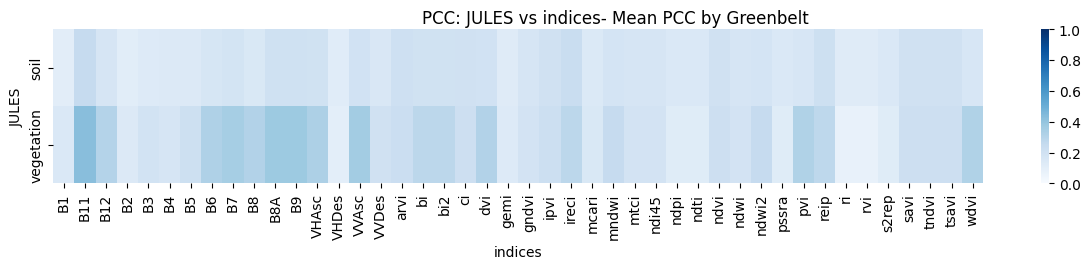 PCC: JULES vs indices- Mean PCC by Greenbelt
JULES
soil
vegetation
B1 B11 B12 B2 B3 B4 B5 B6 B7 B8 B8A B9 VHAsc VHDes VVAsc VVDes arvi bi bi2 ci dvi gemi gndvi ipvi ireci mcari mndwi mtci ndi45 ndpi ndti ndvi ndwi ndwi2 pssra pvi reip ri rvi s2rep savi tndvi tsavi wdvi
indices
1.0
0.8
0.6
0.4
0.2
0.0